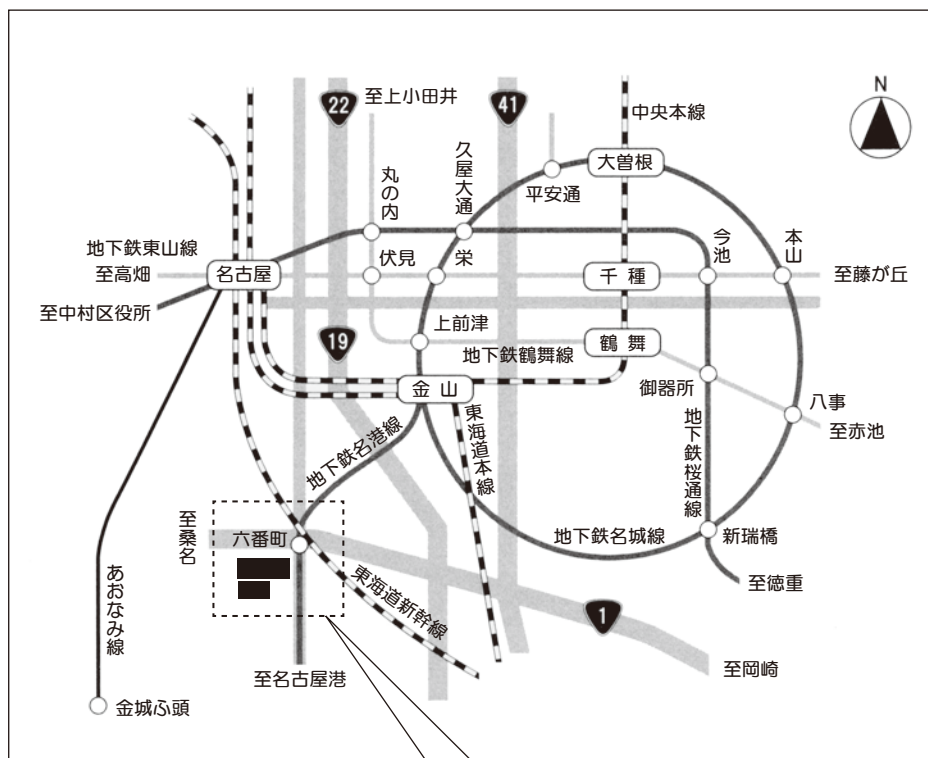 N
22
至上小田井
41
中央本線
久屋大通
大曽根
丸の内
平安通
今池
本山
地下鉄東山線
伏見
栄
至高畑
名古屋
千種
至藤が丘
至中村区役所
19
上前津
地下鉄鶴舞線
鶴舞
金山
御器所
八事
至赤池
東海道本線
地下鉄名港線
地下鉄桜通線
至桑名
六番町
地下鉄名城線
新瑞橋
至徳重
あおなみ線
東海道新幹線
1
至岡崎
至名古屋港
金城ふ頭